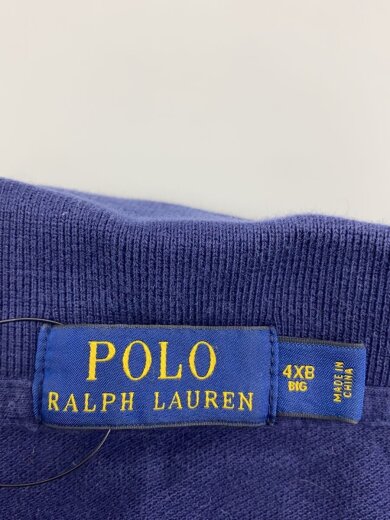 POLO
RALPH LAUREN
4XB
BIG
MADE IN
CHINA